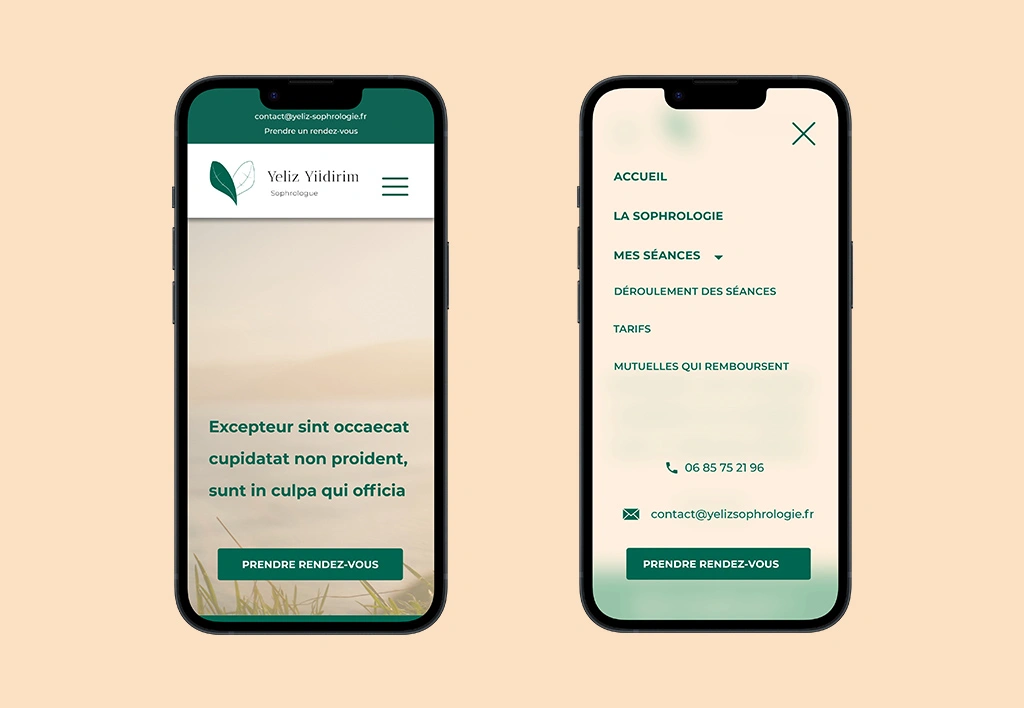 contact@yeliz-sophrologie.fr
Prendre un rendez-vous
Yeliz Yildirim
Sophrologue
Excepteur sint occaecat
cupidatat non proident,
sunt in culpa qui officia
PRENDRE RENDEZ-VOUS
ACCUEIL
LA SOPHROLOGIE
MES SÉANCES
DÉROULEMENT DES SÉANCES
TARIFS
MUTUELLES QUI REMBOURSENT
06 85 75 21 96
contact@yelizsophrologie.fr
PRENDRE RENDEZ-VOUS